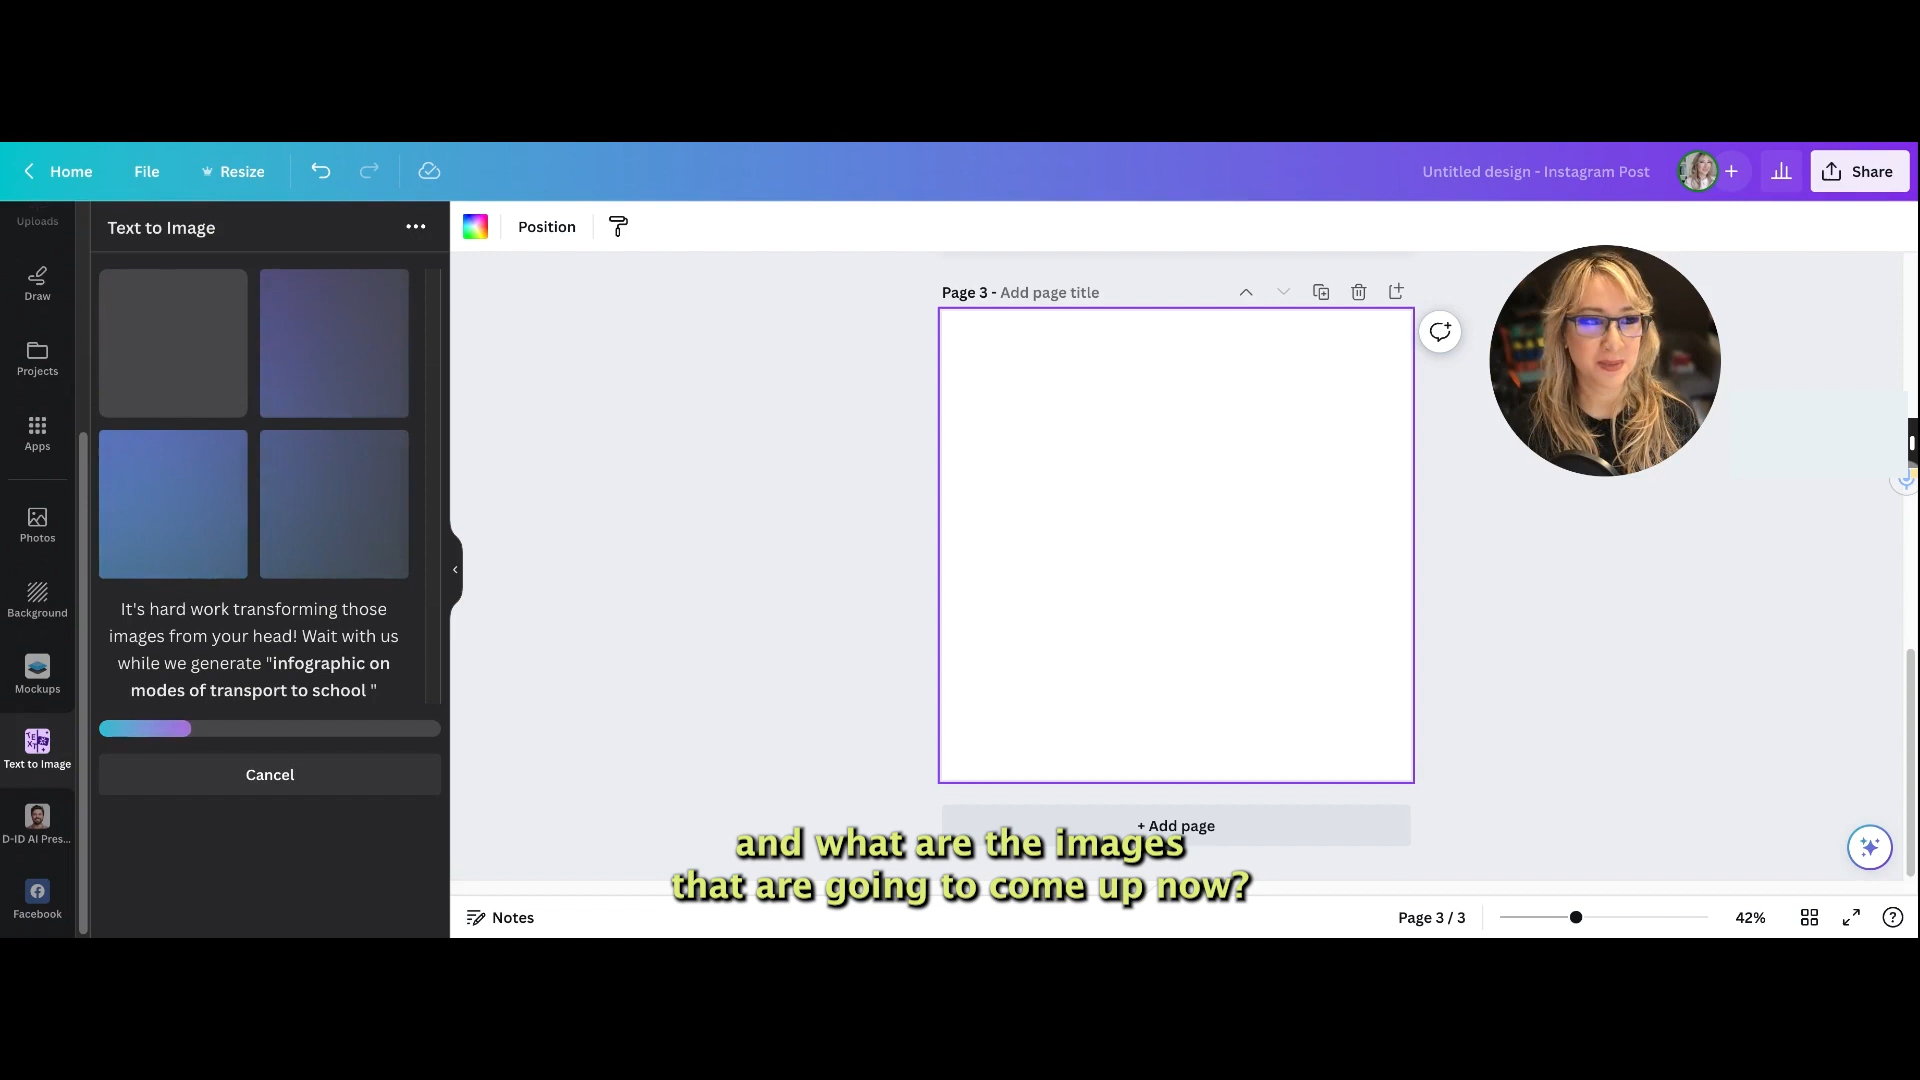 Home
File
Resize
Untitled design - Instagram Post
Share
Uploads
Draw
Projects
Apps
Photos
Background
Mockups
Text to Image
D-ID AI Pres...
Facebook
Text to Image
It's hard work transforming those
images from your head! Wait with us
while we generate "infographic on
modes of transport to school "
Cancel
Position
Page 3 - Add page title
+ Add page
and what are the images
that are going to come up now?
Notes
Page 3 / 3
42%